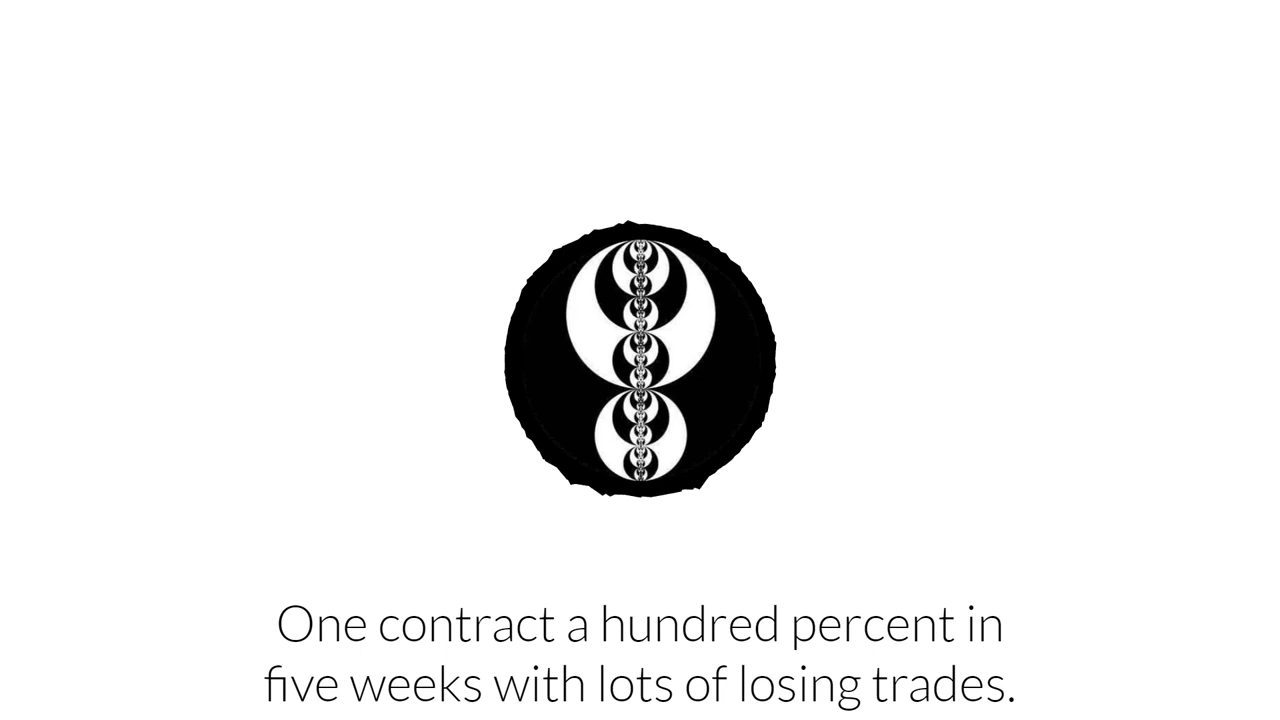 One contract a hundred percent in
five weeks with lots of losing trades.